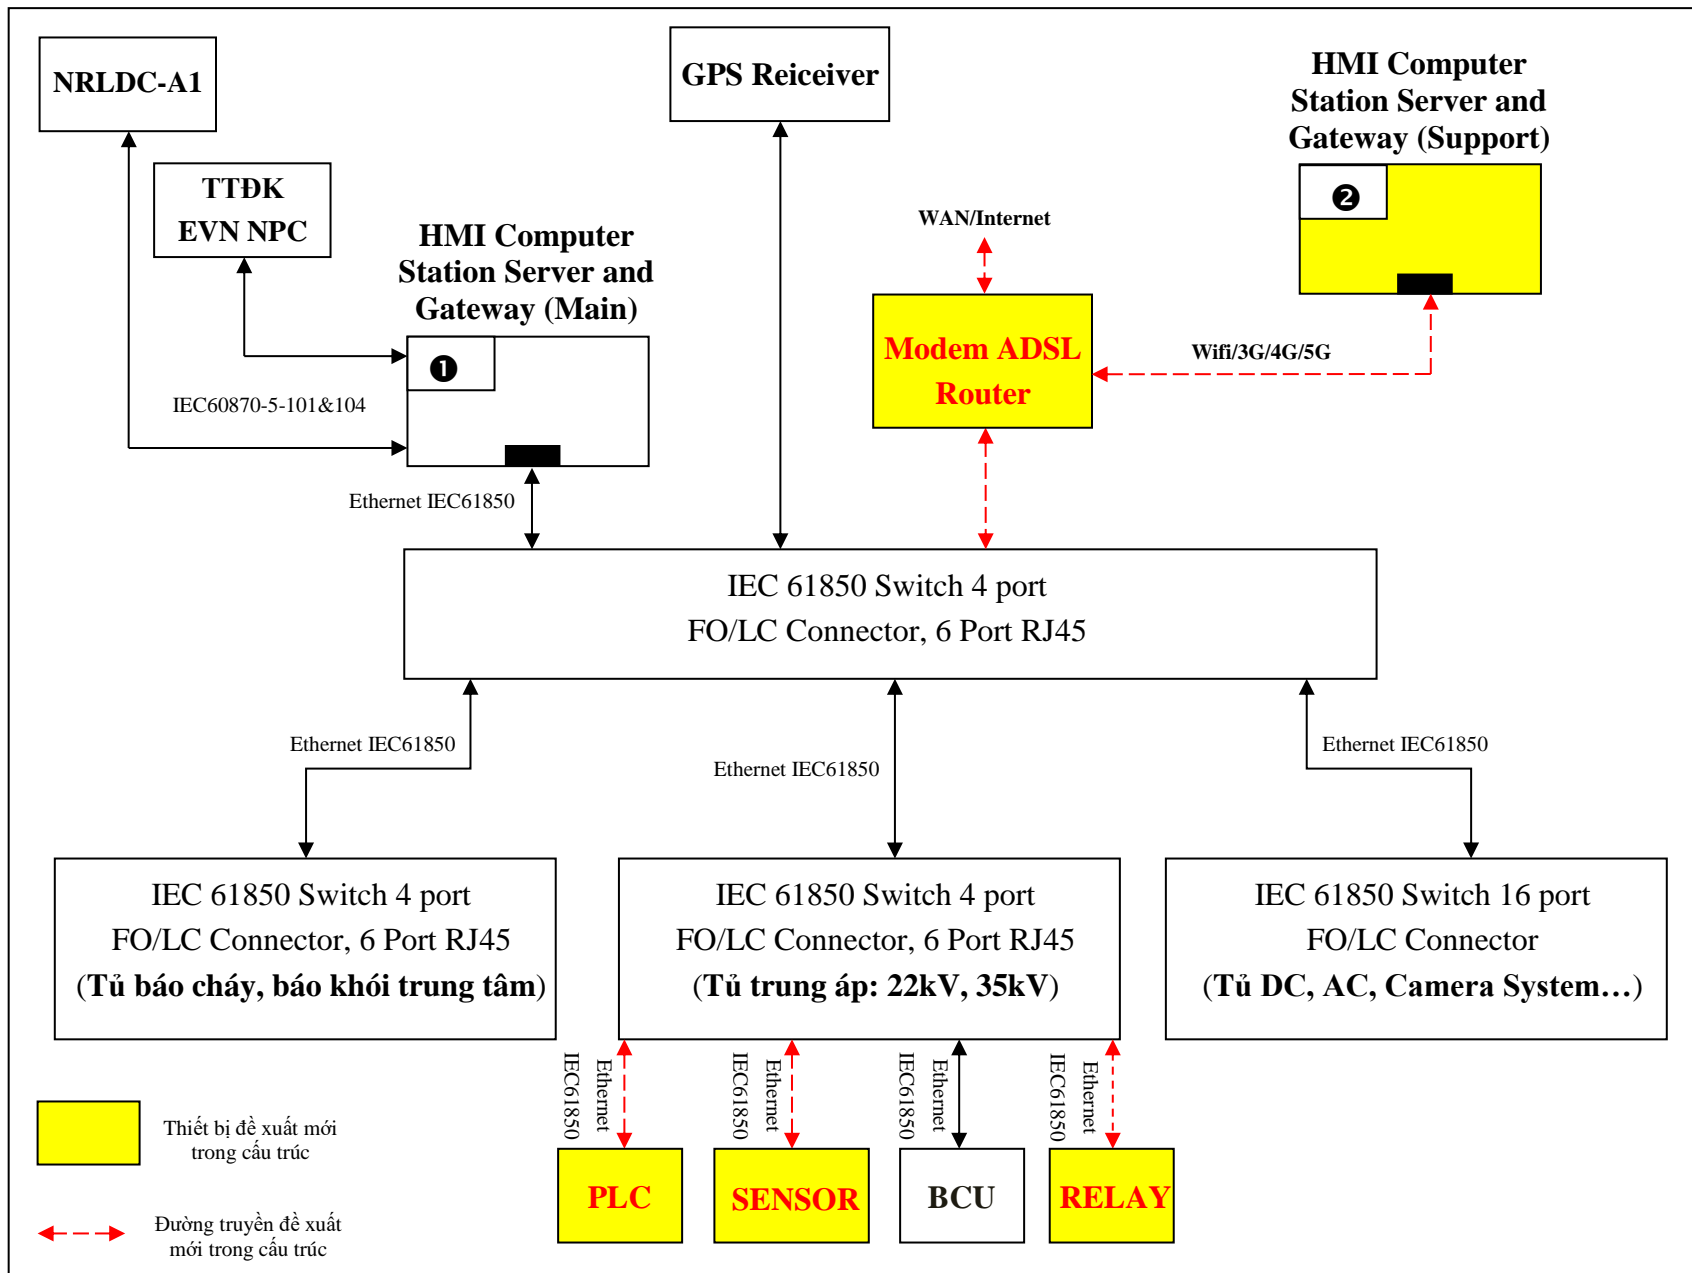 NRLDC-A1
GPS Reiceiver
HMI Computer
Station Server and
Gateway (Support)
❷
TTĐK
EVN NPC
WAN/Internet
HMI Computer
Station Server and
Gateway (Main)
❶
Modem ADSL
Router
Wifi/3G/4G/5G
IEC60870-5-101&104
Ethernet IEC61850
IEC 61850 Switch 4 port
FO/LC Connector, 6 Port RJ45
Ethernet IEC61850
Ethernet IEC61850
Ethernet IEC61850
IEC 61850 Switch 4 port
FO/LC Connector, 6 Port RJ45
(Tủ báo cháy, báo khói trung tâm)
IEC 61850 Switch 4 port
FO/LC Connector, 6 Port RJ45
(Tủ trung áp: 22kV, 35kV)
IEC 61850 Switch 16 port
FO/LC Connector
(Tủ DC, AC, Camera System…)
Ethernet
IEC61850
Ethernet
IEC61850
Ethernet
IEC61850
Ethernet
IEC61850
PLC
SENSOR
BCU
RELAY
Thiết bị đề xuất mới
trong cấu trúc
Đường truyền đề xuất
mới trong cấu trúc